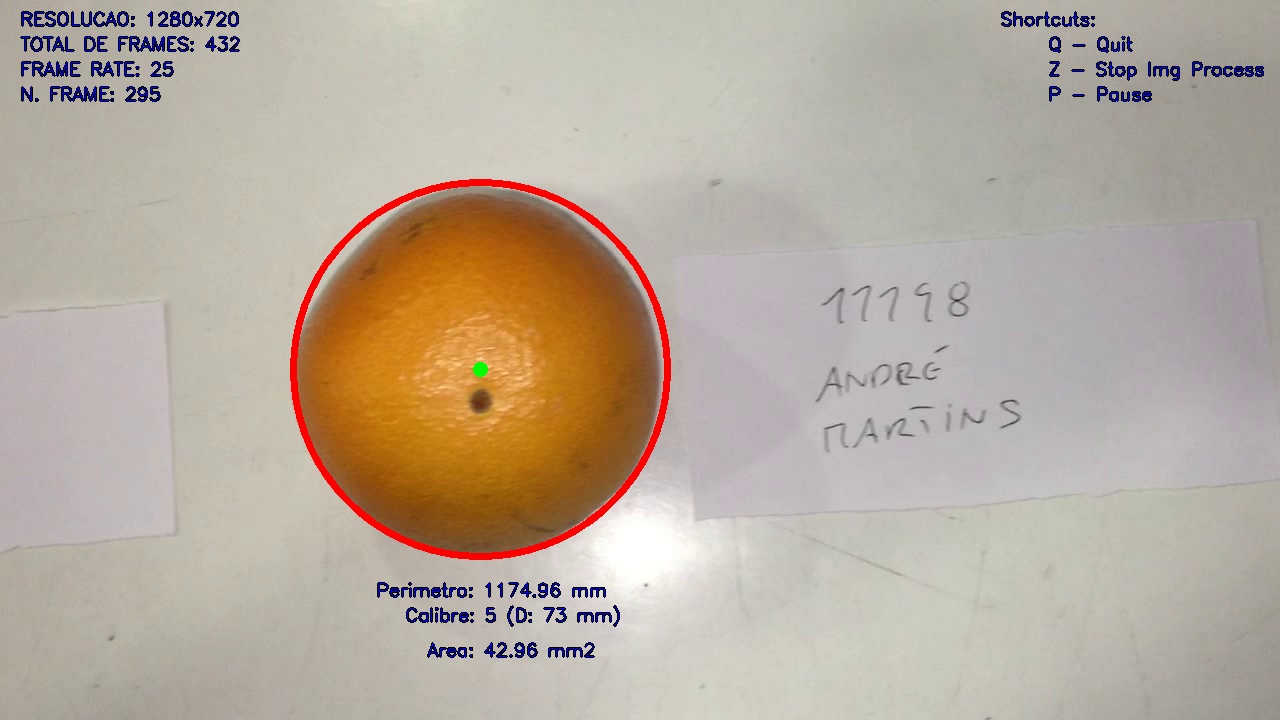 RESOLUCAO: 1280x720
TOTAL DE FRAMES: 432
FRAME RATE: 25
N. FRAME: 295
Shortcuts:
Q - Quit
Z - Stop Img Process
P - Pause
11198
ANDRÉ
MARTINS
Perimetro: 1174.96 mm
Calibre: 5 (D: 73 mm)
Area: 42.96 mm2